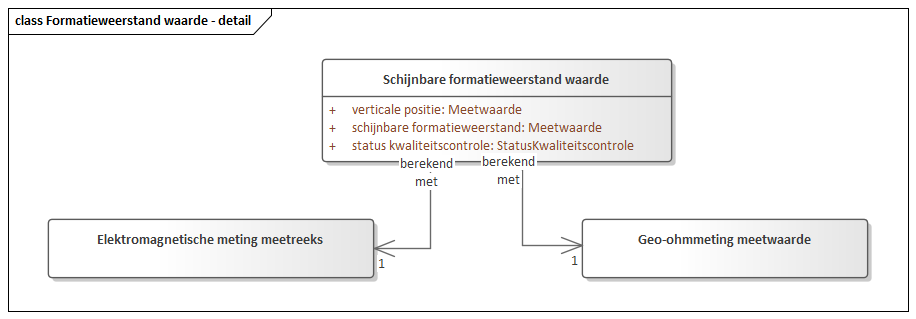 class Formatieweerstand waarde - detail
Schijnbare formatieweerstand waarde
+ verticale positie: Meetwaarde
+ schijnbare formatieweerstand: Meetwaarde
+ status kwaliteitscontrole: StatusKwaliteitscontrole
berekend
met
berekend
met
Elektromagnetische meting meetreeks
1
Geo-ohmmeting meetwaarde
1